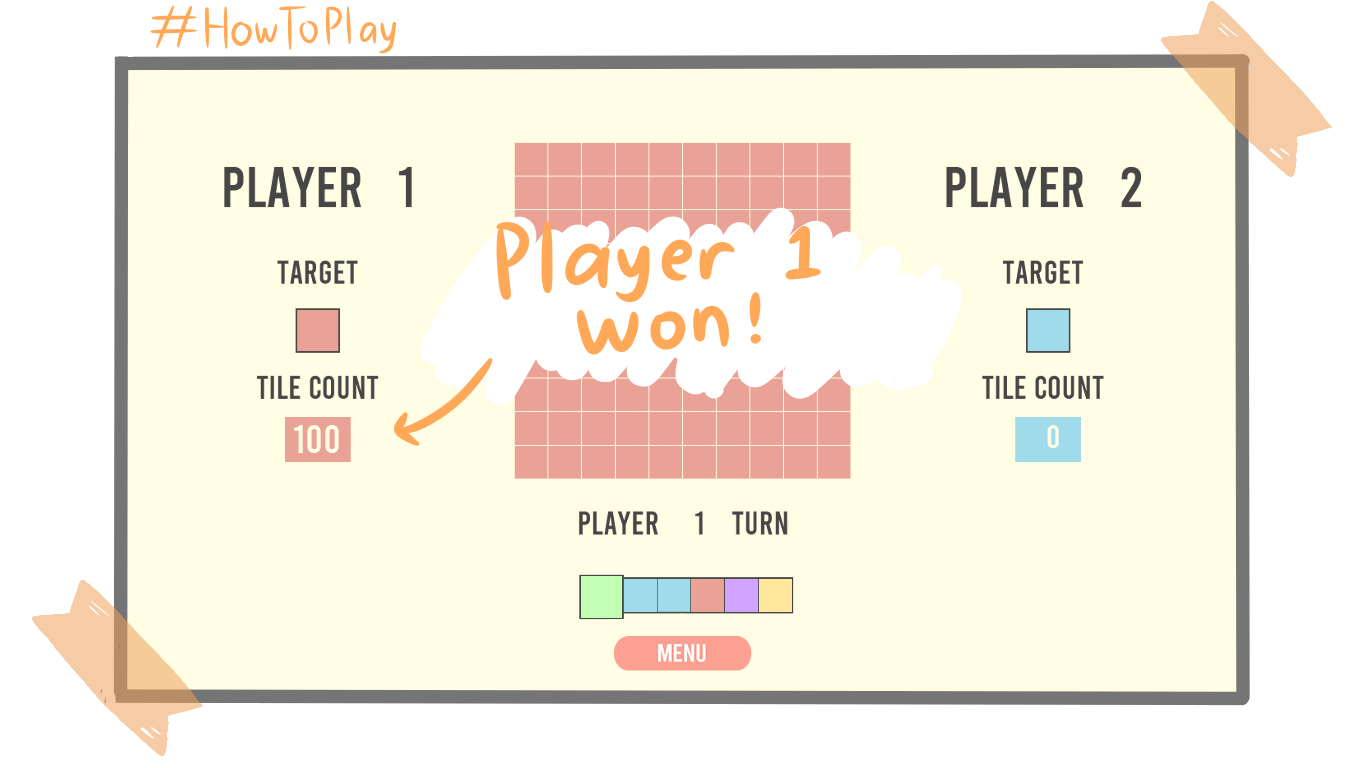 #HowToPlay
PLAYER 1
PLAYER 2
TARGET
TARGET
Player 1
won!
TILE COUNT
TILE COUNT
100
0
PLAYER 1 TURN
MENU